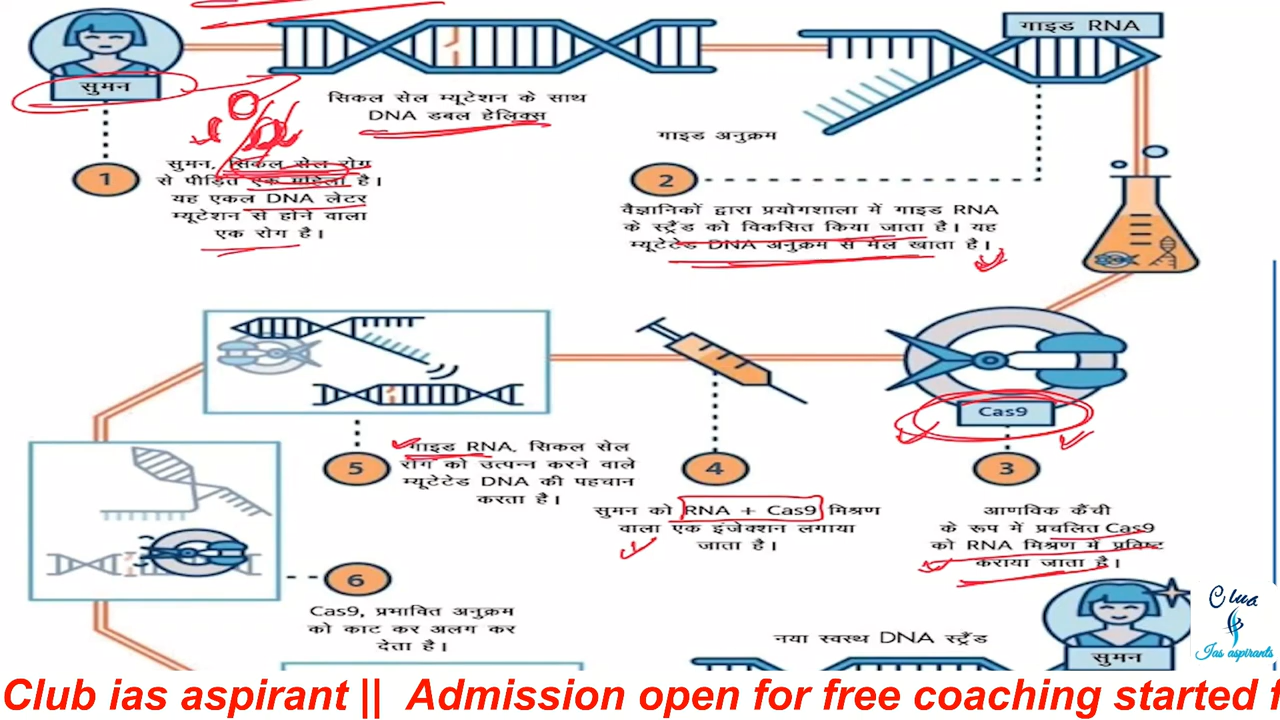 सुमन
गाइड RNA
सिकल सेल म्यूटेशन के साथ
DNA डबल हेलिक्स
गाइड अनुक्रम
1
सुमन, सिकल सेल रोग
से पीड़ित एक महिला है।
यह एकल DNA लेटर
म्यूटेशन से होने वाला
एक रोग है।
2
वैज्ञानिकों द्वारा प्रयोगशाला में गाइड RNA
के स्ट्रैंड को विकसित किया जाता है। यह
म्यूटेटेड DNA अनुक्रम से मेल खाता है।
Cas9
3
आणविक कैंची
के रूप में प्रचलित Cas9
को RNA मिश्रण में प्रविष्ट
कराया जाता है।
4
सुमन को RNA + Cas9 मिश्रण
वाला एक इंजेक्शन लगाया
जाता है।
5
गाइड RNA, सिकल सेल
रोग को उत्पन्न करने वाले
म्यूटेटेड DNA की पहचान
करता है।
6
Cas9, प्रभावित अनुक्रम
को काट कर अलग कर
देता है।
नया स्वस्थ DNA स्ट्रैंड
सुमन
Club
Ias aspirants
Club ias aspirant || Admission open for free coaching started f